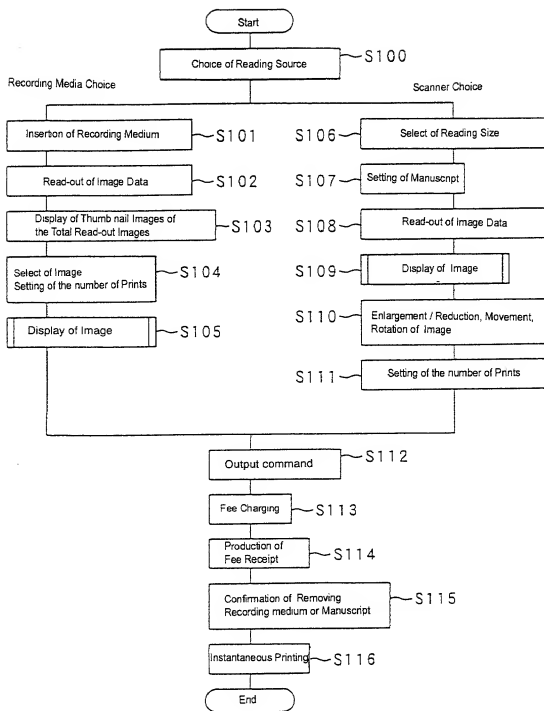 Start
Choice of Reading Source
S100
Recording Media Choice
Scanner Choice
Insertion of Recording Medium
S101
Read-out of Image Data
S102
Display of Thumb nail Images of
the Total Read-out Images
S103
Select of Image
Setting of the number of Prints
S104
Display of Image
S105
S106
Select of Reading Size
S107
Setting of Manuscript
S108
Read-out of Image Data
S109
Display of Image
S110
Enlargement / Reduction, Movement,
Rotation of Image
S111
Setting of the number of Prints
Output command
S112
Fee Charging
S113
Production of
Fee Receipt
S114
Confirmation of Removing
Recording medium or Manuscript
S115
Instantaneous Printing
S116
End